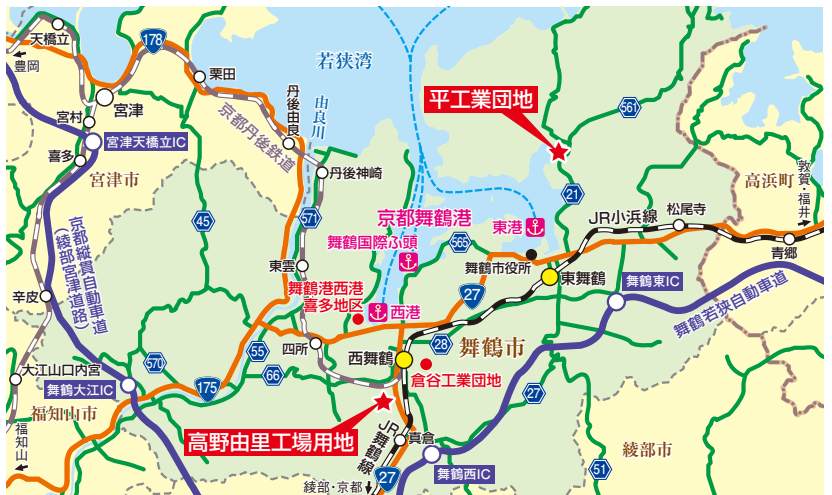 天橋立
豊岡
178
栗田
若狭湾
宮津
宮村
丹後由良
由良川
京都丹後鉄道
平工業団地
561
宮津天橋立IC
喜多
宮津市
丹後神崎
高浜町
敦賀・福井
21
45
571
京都舞鶴港
東港
JR小浜線
松尾寺
舞鶴国際ふ頭
565
青郷
京都縦貫自動車道
(綾部宮津道路)
東雲
舞鶴市役所
東舞鶴
舞鶴東IC
舞鶴港西港
喜多地区
西港
27
辛皮
舞鶴若狭自動車道
四所
55
西舞鶴
28
舞鶴市
570
大江山口内宮
66
倉谷工業団地
舞鶴大江IC
175
27
福知山市
福知山
高野由里工場用地
JR舞鶴線
真倉
綾部市
27
舞鶴西IC
51
綾部・京都